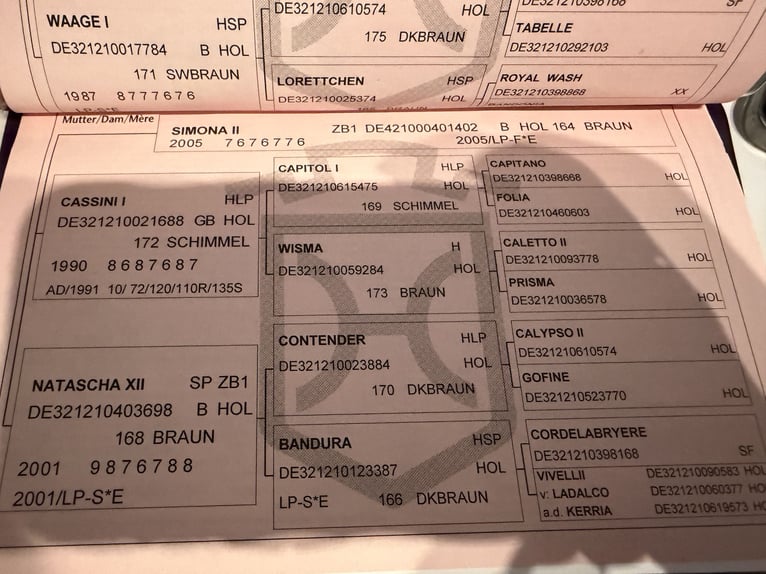 DE321210610574 HOL
DE321210398168 SF
WAAGE I HSP
DE321210017784 B HOL
171 SWBRAUN
1987 8777676
175 DKBRAUN
TABELLE
DE321210292103 HOL
LORETTCHEN HSP
DE321210025374 HOL
ROYAL WASH
DE321210398868 XX
Mutter/Dam/Mère
SIMONA II ZB1 DE421000401402 B HOL 164 BRAUN
2005 7676776 2005/LP-F*E
CASSINI I HLP
DE321210021688 GB HOL
172 SCHIMMEL
1990 8687687
AD/1991 10/ 72/120/110R/135S
NATASCHA XII SP ZB1
DE321210403698 B HOL
168 BRAUN
2001 9876788
2001/LP-S*E
CAPITOL I HLP
DE321210615475 HOL
169 SCHIMMEL
WISMA H
DE321210059284 HOL
173 BRAUN
CONTENDER HLP
DE321210023884 HOL
170 DKBRAUN
BANDURA HSP
DE321210123387 HOL
LP-S*E 166 DKBRAUN
CAPITANO
DE321210398668 HOL
FOLIA
DE321210460603 HOL
CALETTO II
DE321210093778 HOL
PRISMA
DE321210036578 HOL
CALYPSO II
DE321210610574 HOL
GOFINE
DE321210523770 HOL
CORDELABRYERE
DE321210398168 SF
VIVELLII DE321210090583 HOL
v: LADALCO DE321210060377 HO
a.d. KERRIA DE321210619573 HO